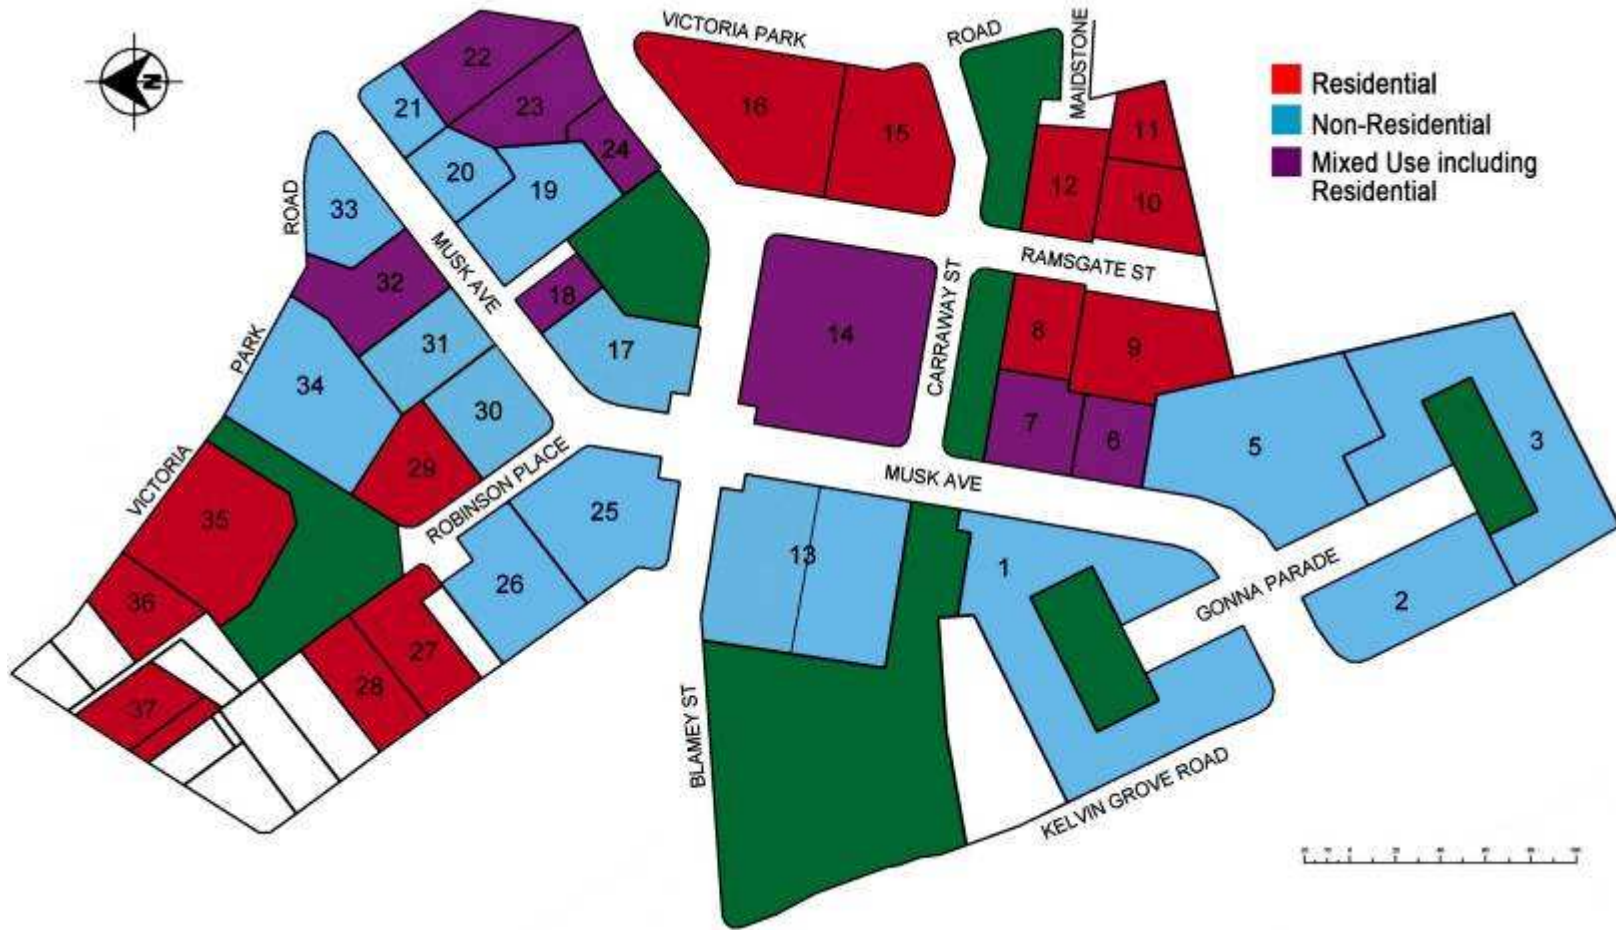 VICTORIA PARK
ROAD
MAIDSTONE
N
Residential
Non-Residential
Mixed Use including
Residential
22
21
23
24
20
19
16
15
11
12
10
33
ROAD
MUSK AVE
32
18
17
RAMSGATE ST
CARRAWAY ST
14
8
9
31
34
PARK
30
7
6
5
3
29
ROBINSON PLACE
MUSK AVE
VICTORIA
35
25
26
13
1
GONNA PARADE
2
36
27
28
37
BLAMEY ST
KELVIN GROVE ROAD